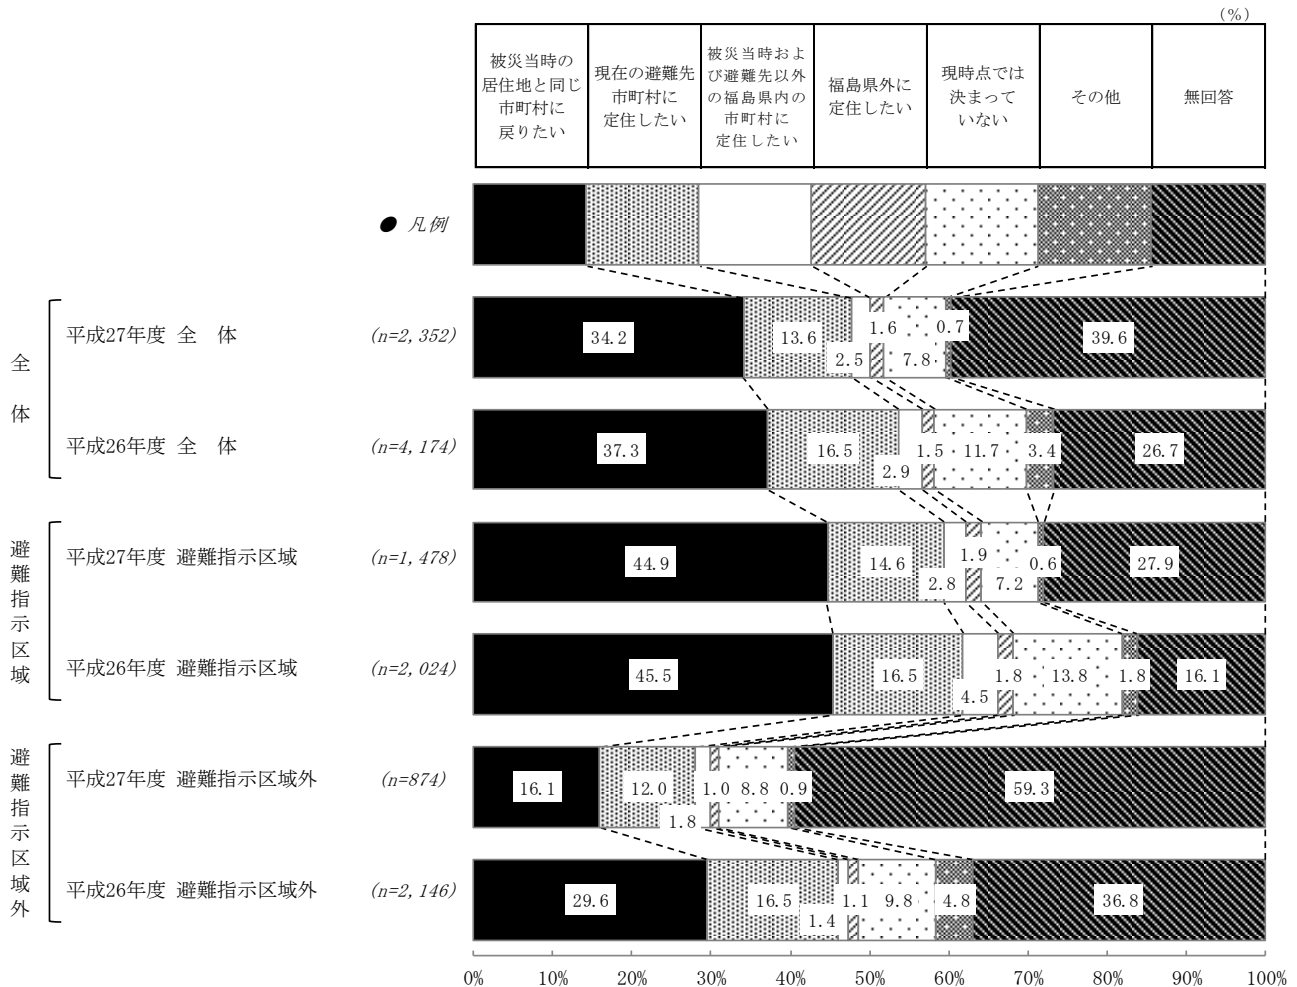 （%）
被災当時の
居住地と同じ
市町村に
戻りたい
現在の避難先
市町村に
定住したい
被災当時およ
び避難先以外
の福島県内の
市町村に
定住したい
福島県外に
定住したい
現時点では
決まって
いない
その他
無回答
凡例
全体
平成27年度 全　体 (n=2,352)
34.2 13.6 2.5 1.6 7.8 0.7 39.6
平成26年度 全　体 (n=4,174)
37.3 16.5 2.9 1.5 11.7 3.4 26.7
避難指示区域
平成27年度 避難指示区域 (n=1,478)
44.9 14.6 2.8 1.9 7.2 0.6 27.9
平成26年度 避難指示区域 (n=2,024)
45.5 16.5 4.5 1.8 13.8 1.8 16.1
避難指示区域外
平成27年度 避難指示区域外 (n=874)
16.1 12.0 1.8 1.0 8.8 0.9 59.3
平成26年度 避難指示区域外 (n=2,146)
29.6 16.5 1.4 1.1 9.8 4.8 36.8
0% 10% 20% 30% 40% 50% 60% 70% 80% 90% 100%